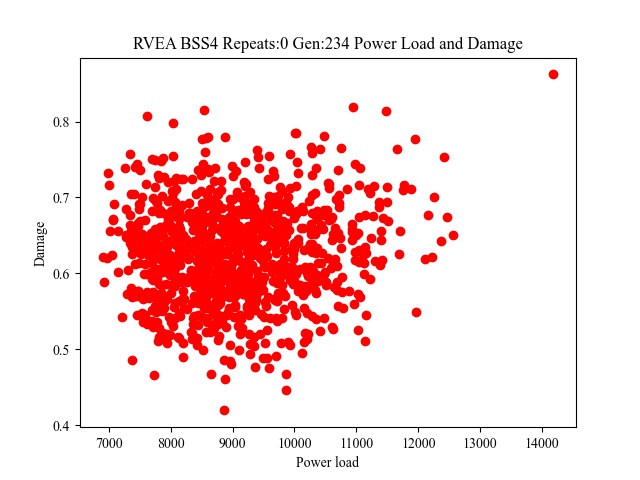 RVEA BSS4 Repeats:0 Gen:234 Power Load and Damage
0.8
0.7
0.6
0.5
0.4
Damage
7000 8000 9000 10000 11000 12000 13000 14000
Power load